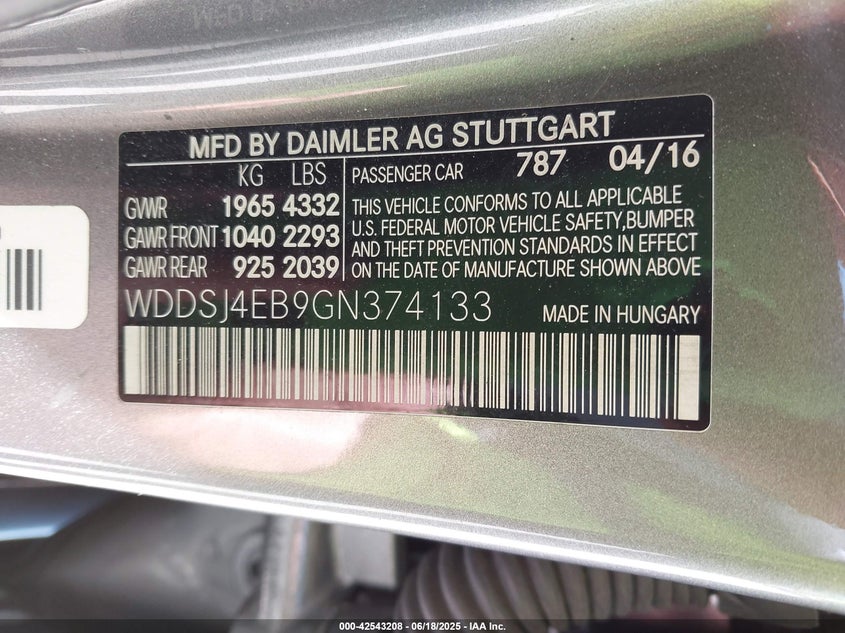 MFD BY DAIMLER AG STUTTGART
KG LBS
GVWR 1965 4332
GAWR FRONT 1040 2293
GAWR REAR 925 2039
PASSENGER CAR 787 04/16
THIS VEHICLE CONFORMS TO ALL APPLICABLE
U.S. FEDERAL MOTOR VEHICLE SAFETY,BUMPER
AND THEFT PREVENTION STANDARDS IN EFFECT
ON THE DATE OF MANUFACTURE SHOWN ABOVE
WDDSJ4EB9GN374133 MADE IN HUNGARY
000-42543208 - 06/18/2025 - IAA Inc.